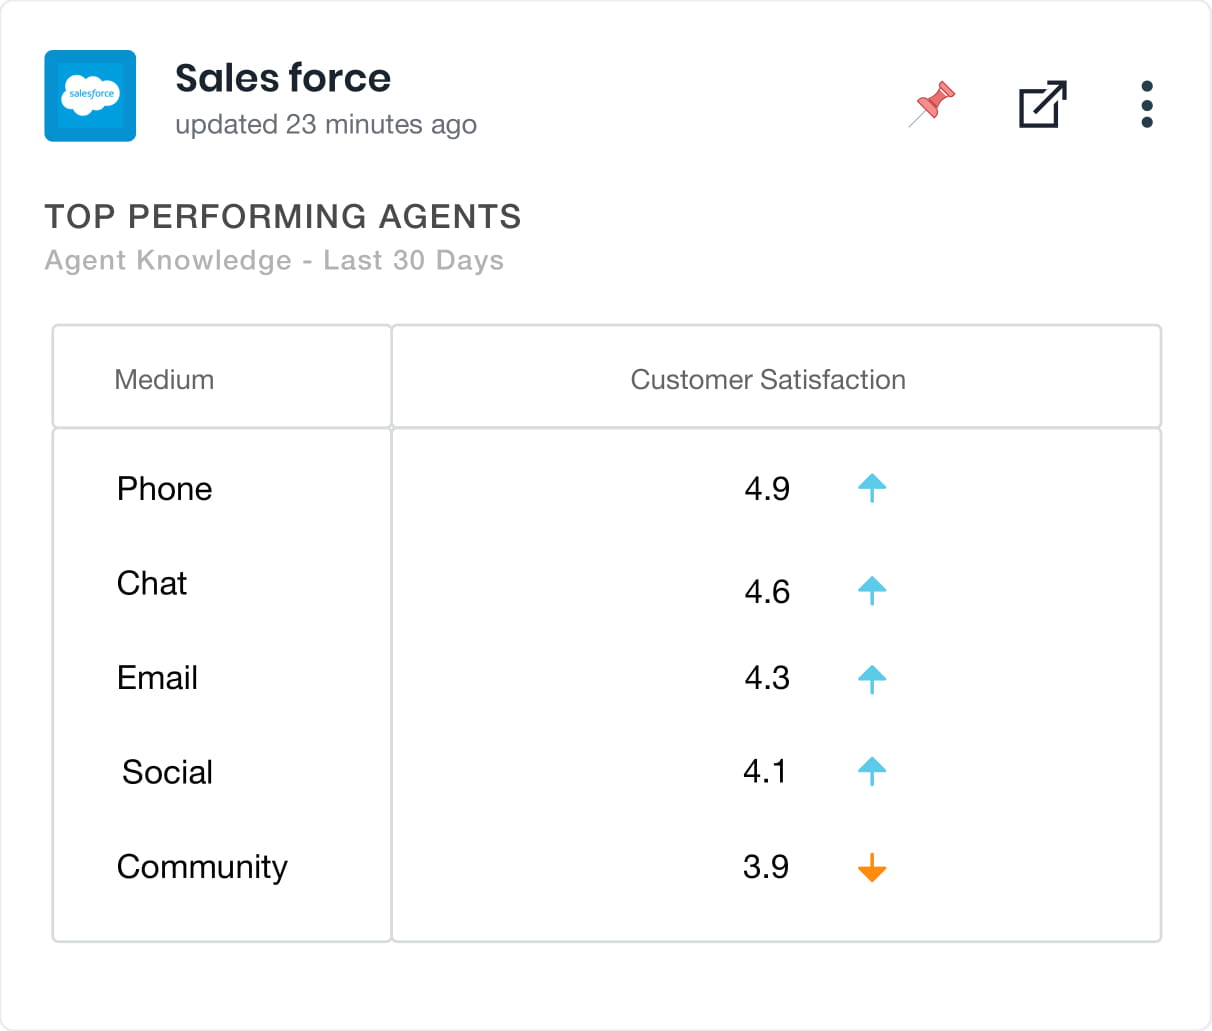 salesforce
Sales force
updated 23 minutes ago
TOP PERFORMING AGENTS
Agent Knowledge - Last 30 Days
Medium Customer Satisfaction
Phone 4.9
Chat 4.6
Email 4.3
Social 4.1
Community 3.9